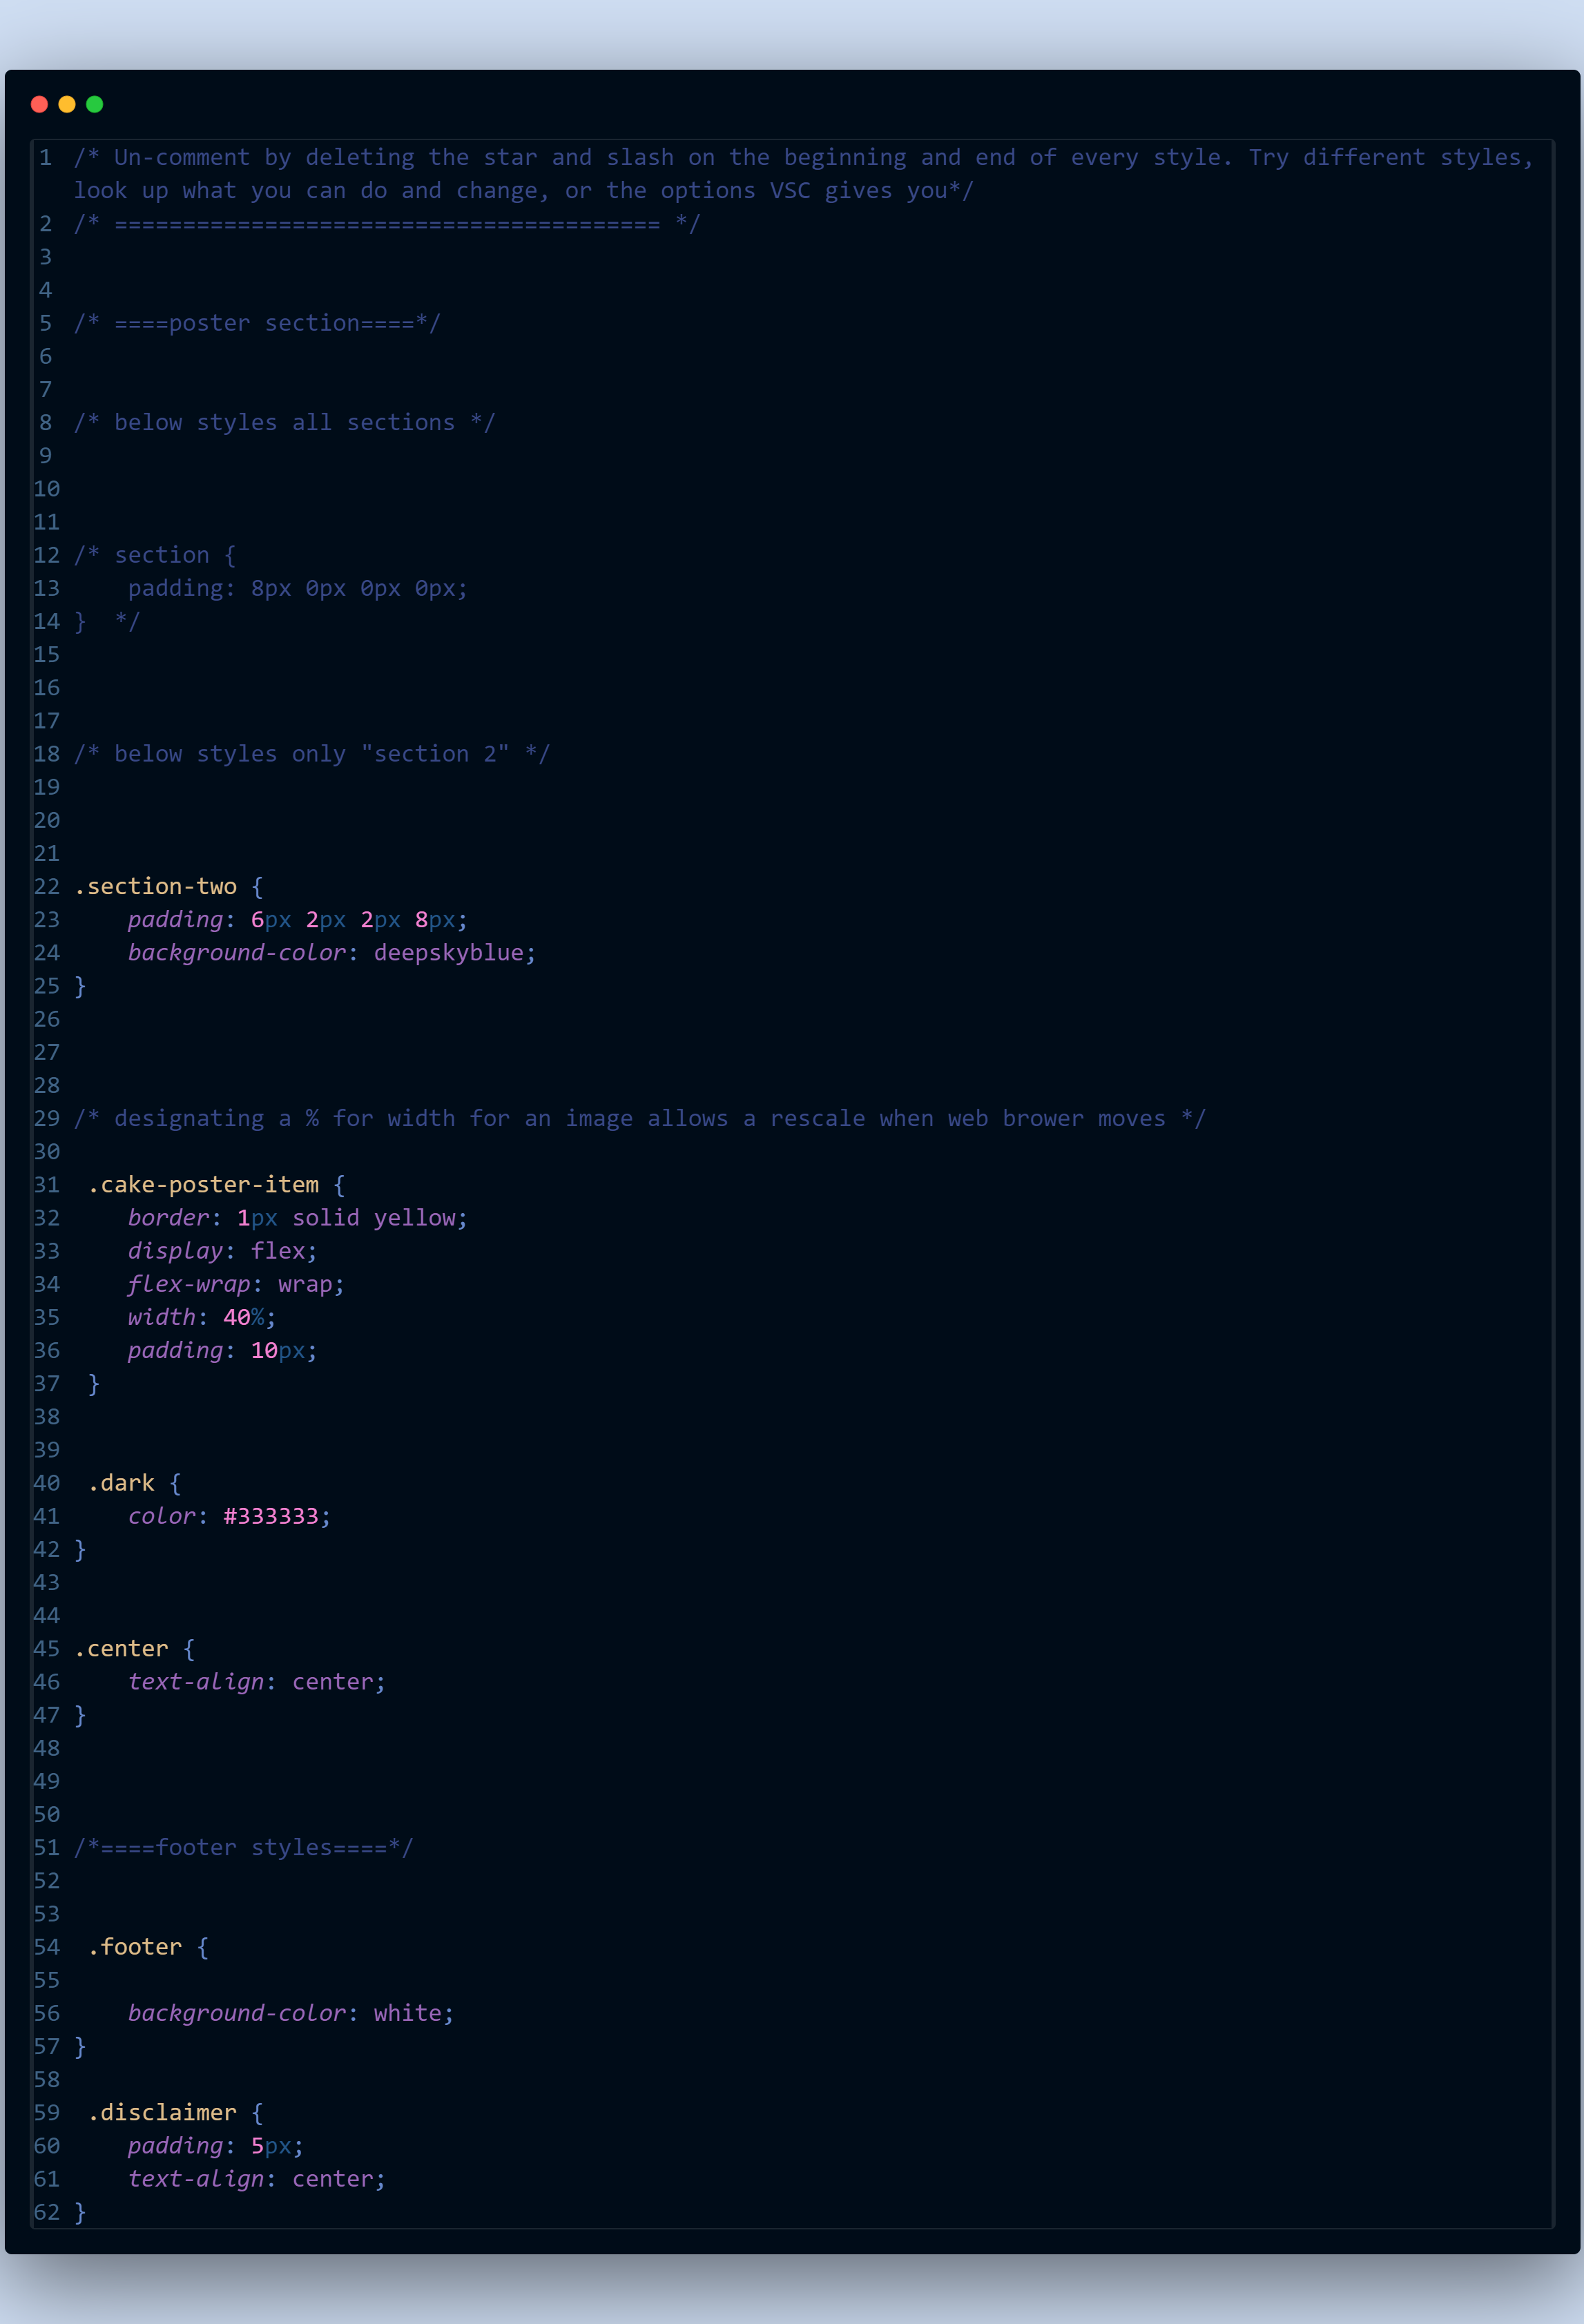 1 /* Un-comment by deleting the star and slash on the beginning and end of every style. Try different styles,
look up what you can do and change, or the options VSC gives you*/
2 /* ======================================== */
3
4
5 /* ====poster section====*/
6
7
8 /* below styles all sections */
9
10
11
12 /* section {
13     padding: 8px 0px 0px 0px;
14 }  */
15
16
17
18 /* below styles only "section 2" */
19
20
21
22 .section-two {
23     padding: 6px 2px 2px 8px;
24     background-color: deepskyblue;
25 }
26
27
28
29 /* designating a % for width for an image allows a rescale when web brower moves */
30
31  .cake-poster-item {
32     border: 1px solid yellow;
33     display: flex;
34     flex-wrap: wrap;
35     width: 40%;
36     padding: 10px;
37  }
38
39
40  .dark {
41     color: #333333;
42 }
43
44
45 .center {
46     text-align: center;
47 }
48
49
50
51 /*====footer styles====*/
52
53
54  .footer {
55
56     background-color: white;
57 }
58
59  .disclaimer {
60     padding: 5px;
61     text-align: center;
62 }